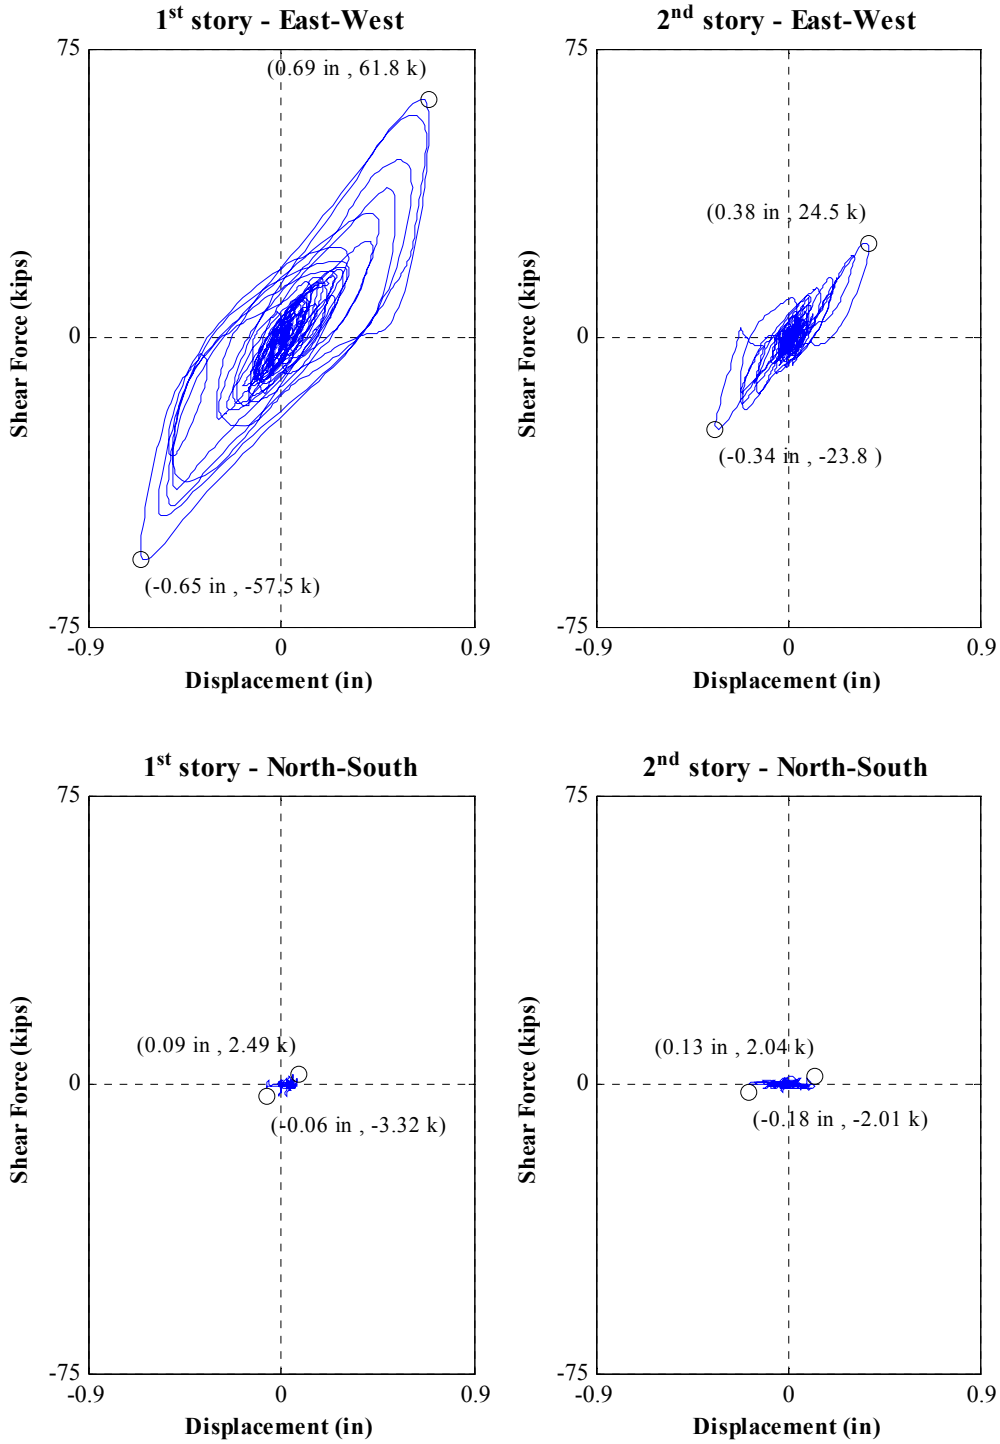 1st story - East-West
75
(0.69 in , 61.8 k)
Shear Force (kips)
0
(-0.65 in , -57.5 k)
-75
-0.9
0
0.9
Displacement (in)
2nd story - East-West
75
(0.38 in , 24.5 k)
Shear Force (kips)
0
(-0.34 in , -23.8 )
-75
-0.9
0
0.9
Displacement (in)
1st story - North-South
75
(0.09 in , 2.49 k)
Shear Force (kips)
0
(-0.06 in , -3.32 k)
-75
-0.9
0
0.9
Displacement (in)
2nd story - North-South
75
(0.13 in , 2.04 k)
Shear Force (kips)
0
(-0.18 in , -2.01 k)
-75
-0.9
0
0.9
Displacement (in)